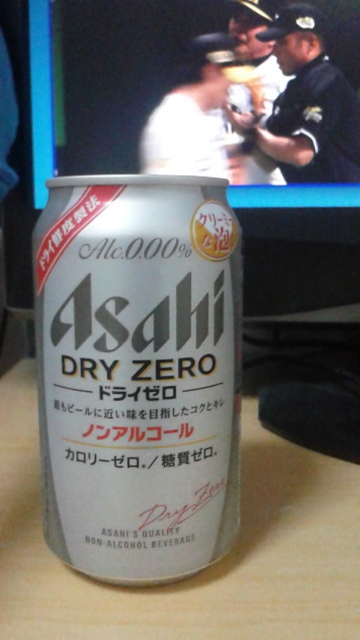 ドライ鮮度製法
クリーミー
な泡
Alc.0.00%
Asahi
DRY ZERO
ドライゼロ
最もビールに近い味を目指したコクとキレ
ノンアルコール
カロリーゼロ※/糖質ゼロ※
Dry Zero
ASAHI'S QUALITY
NON-ALCOHOL BEVERAGE